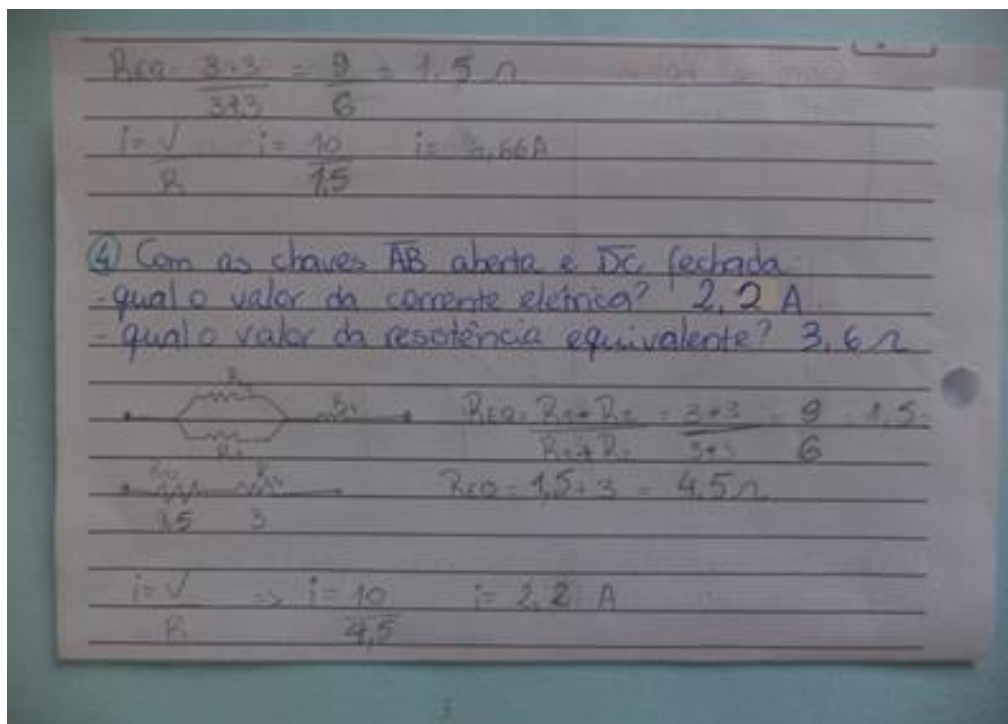 REQ = 3*3 = 9 = 1,5 Ω
3+3 6
i = V i = 10 i = 6,66A
R 1,5
④ Com as chaves AB aberta e DC fechada
- qual o valor da corrente elétrica? 2,2 A
- qual o valor da resistência equivalente? 3,6 Ω
REQ = R1*R2 = 3*3 = 9 = 1,5
R1+R2 3+3 6
REQ = 1,5+3 = 4,5 Ω
1,5 3
i = V ⇒ i = 10 i = 2,2 A
R 4,5